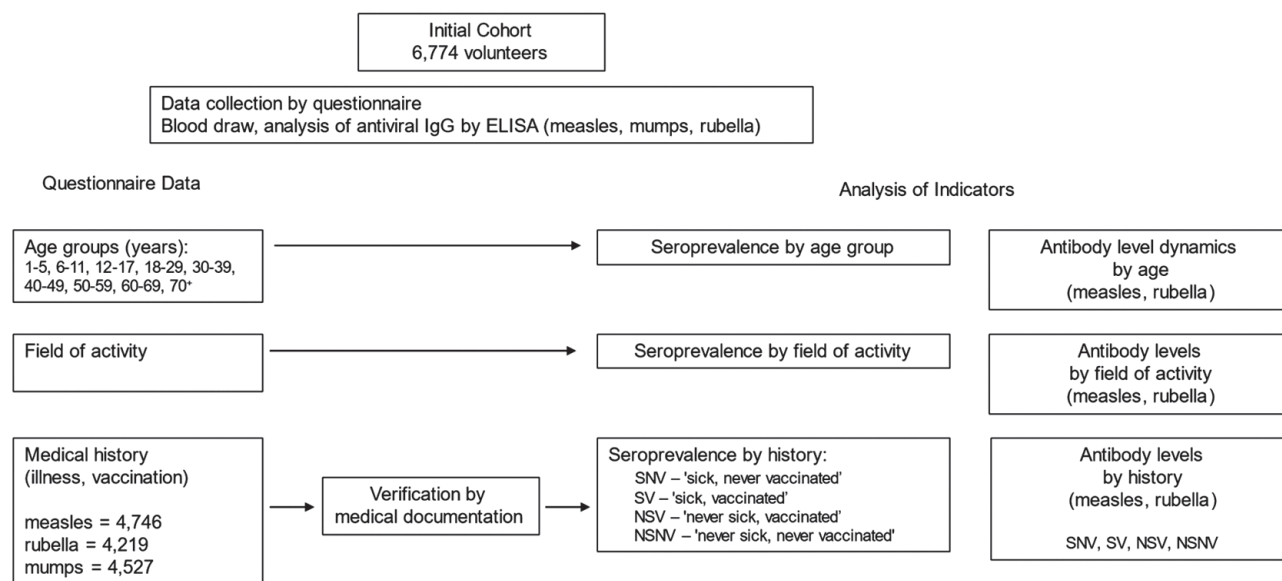 Initial Cohort
6,774 volunteers
Data collection by questionnaire
Blood draw, analysis of antiviral IgG by ELISA (measles, mumps, rubella)
Questionnaire Data
Analysis of Indicators
Age groups (years):
1-5, 6-11, 12-17, 18-29, 30-39,
40-49, 50-59, 60-69, 70⁺
Seroprevalence by age group
Antibody level dynamics
by age
(measles, rubella)
Field of activity
Seroprevalence by field of activity
Antibody levels
by field of activity
(measles, rubella)
Medical history
(illness, vaccination)
measles = 4,746
rubella = 4,219
mumps = 4,527
Verification by
medical documentation
Seroprevalence by history:
SNV – 'sick, never vaccinated’
SV – 'sick, vaccinated’
NSV – 'never sick, vaccinated’
NSNV – 'never sick, never vaccinated'
Antibody levels
by history
(measles, rubella)
SNV, SV, NSV, NSNV